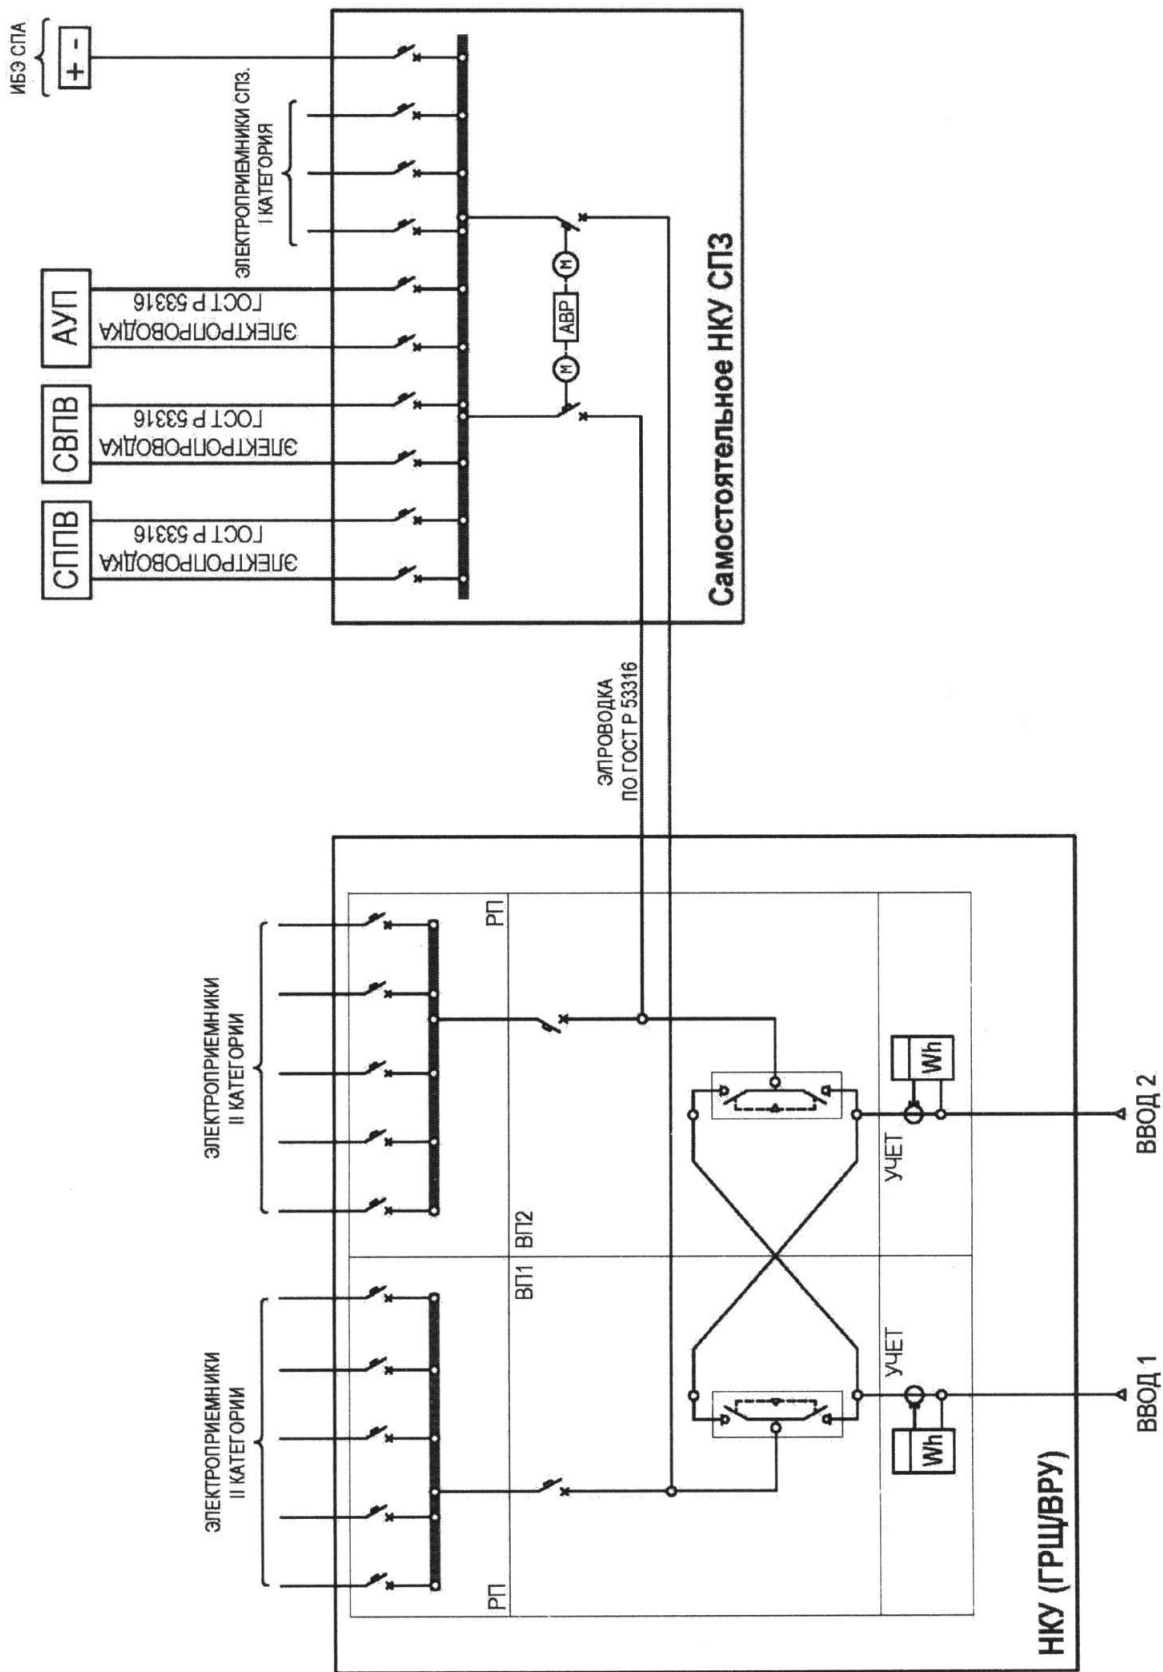 ЭЛЕКТРОПРИЕМНИКИ
II КАТЕГОРИИ
ЭЛЕКТРОПРИЕМНИКИ
II КАТЕГОРИИ
РП
РП
ВП1
ВП2
УЧЕТ
УЧЕТ
Wh
Wh
НКУ (ГРЩ/ВРУ)
ВВОД 1
ВВОД 2
Э/ПРОВОДКА
ПО ГОСТ Р 53316
СППВ
СВПВ
АУП
ЭЛЕКТРОПРОВОДКА
ГОСТ Р 53316
ЭЛЕКТРОПРОВОДКА
ГОСТ Р 53316
ЭЛЕКТРОПРОВОДКА
ГОСТ Р 53316
ЭЛЕКТРОПРИЕМНИКИ СПЗ.
I КАТЕГОРИЯ
ИБЭ СПА
+ -
М
АВР
М
Самостоятельное НКУ СПЗ